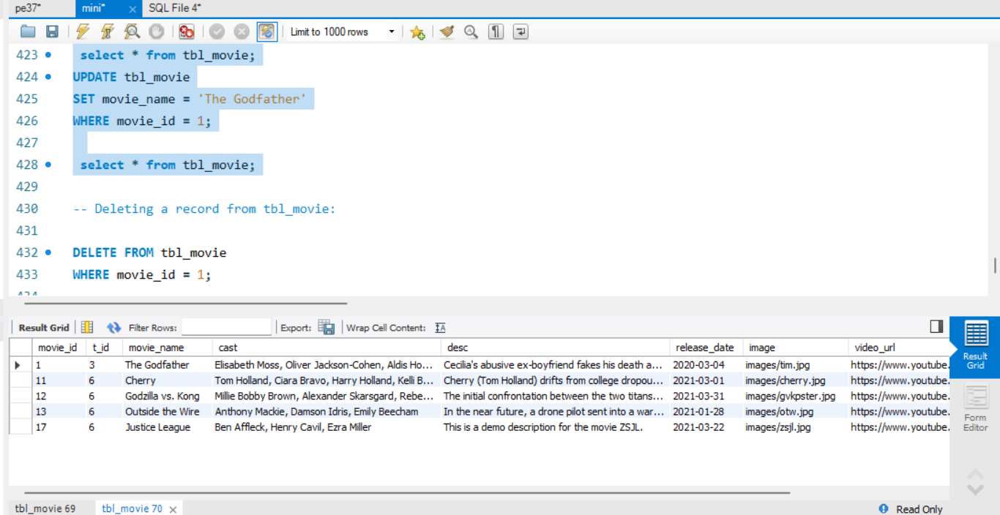 pe37* mini* × SQL File 4*
Limit to 1000 rows
423 select * from tbl_movie;
424 UPDATE tbl_movie
425 SET movie_name = 'The Godfather'
426 WHERE movie_id = 1;
427
428 select * from tbl_movie;
429
430 -- Deleting a record from tbl_movie:
431
432 DELETE FROM tbl_movie
433 WHERE movie_id = 1;
Result Grid Filter Rows: Export: Wrap Cell Content:
movie_id t_id movie_name cast desc release_date image video_url
1 3 The Godfather Elisabeth Moss, Oliver Jackson-Cohen, Aldis Ho... Cecilia's abusive ex-boyfriend fakes his death a... 2020-03-04 images/tim.jpg https://www.youtube.
11 6 Cherry Tom Holland, Ciara Bravo, Harry Holland, Kelli B... Cherry (Tom Holland) drifts from college dropou... 2021-03-01 images/cherry.jpg https://www.youtube.
12 6 Godzilla vs. Kong Millie Bobby Brown, Alexander Skarsgard, Rebe... The initial confrontation between the two titans... 2021-03-31 images/gvkpster.jpg https://www.youtube.
13 6 Outside the Wire Anthony Mackie, Damson Idris, Emily Beecham In the near future, a drone pilot sent into a war... 2021-01-28 images/otw.jpg https://www.youtube.
17 6 Justice League Ben Affleck, Henry Cavil, Ezra Miller This is a demo description for the movie ZSJL. 2021-03-22 images/zsjl.jpg https://www.youtube.
Result
Grid
Form
Editor
tbl_movie 69 tbl_movie 70 × Read Only